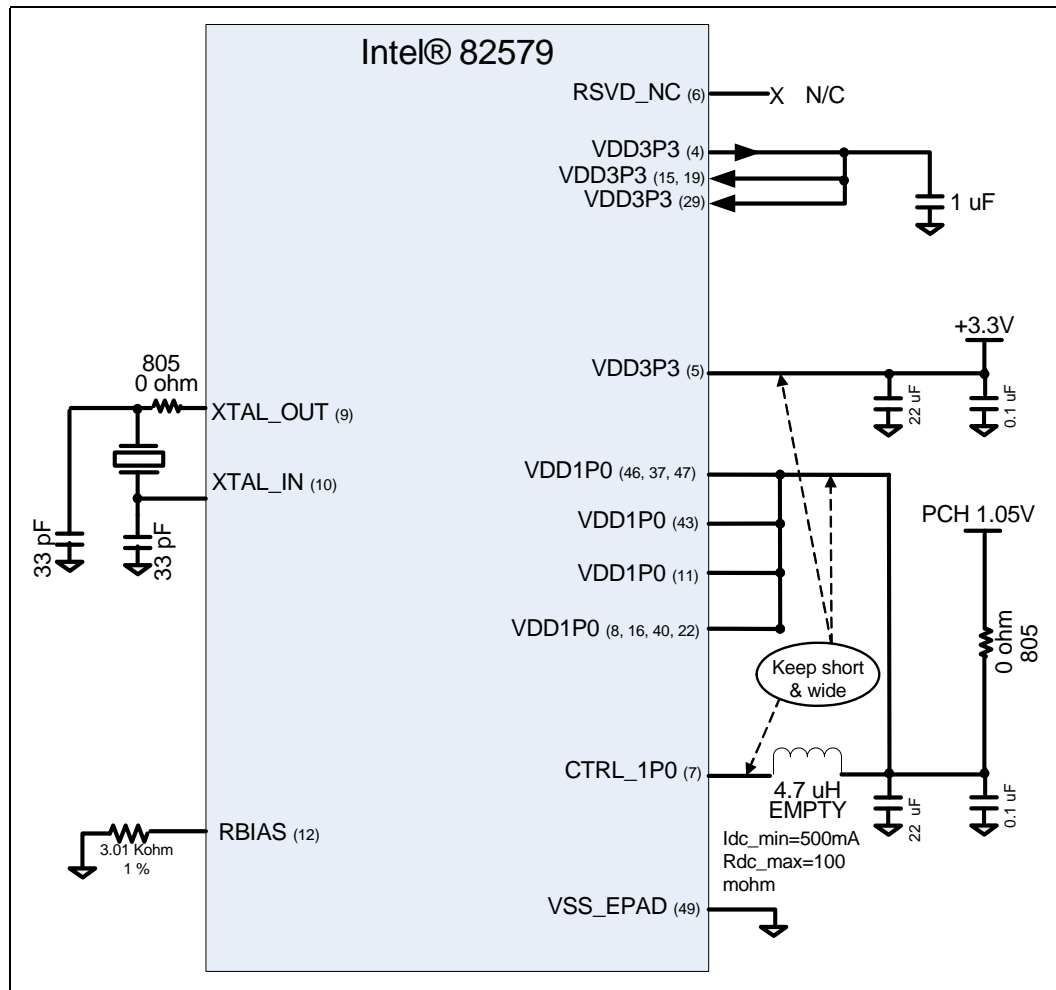 Intel® 82579
RSVD_NC (6)
X N/C
VDD3P3 (4)
VDD3P3 (15, 19)
VDD3P3 (29)
1 uF
+3.3V
VDD3P3 (5)
22 uF
0.1 uF
805
0 ohm
XTAL_OUT (9)
XTAL_IN (10)
33 pF
33 pF
VDD1P0 (46, 37, 47)
VDD1P0 (43)
VDD1P0 (11)
VDD1P0 (8, 16, 40, 22)
PCH 1.05V
0 ohm
805
Keep short
& wide
CTRL_1P0 (7)
4.7 uH
EMPTY
Idc_min=500mA
Rdc_max=100
mohm
22 uF
0.1 uF
RBIAS (12)
3.01 Kohm
1 %
VSS_EPAD (49)